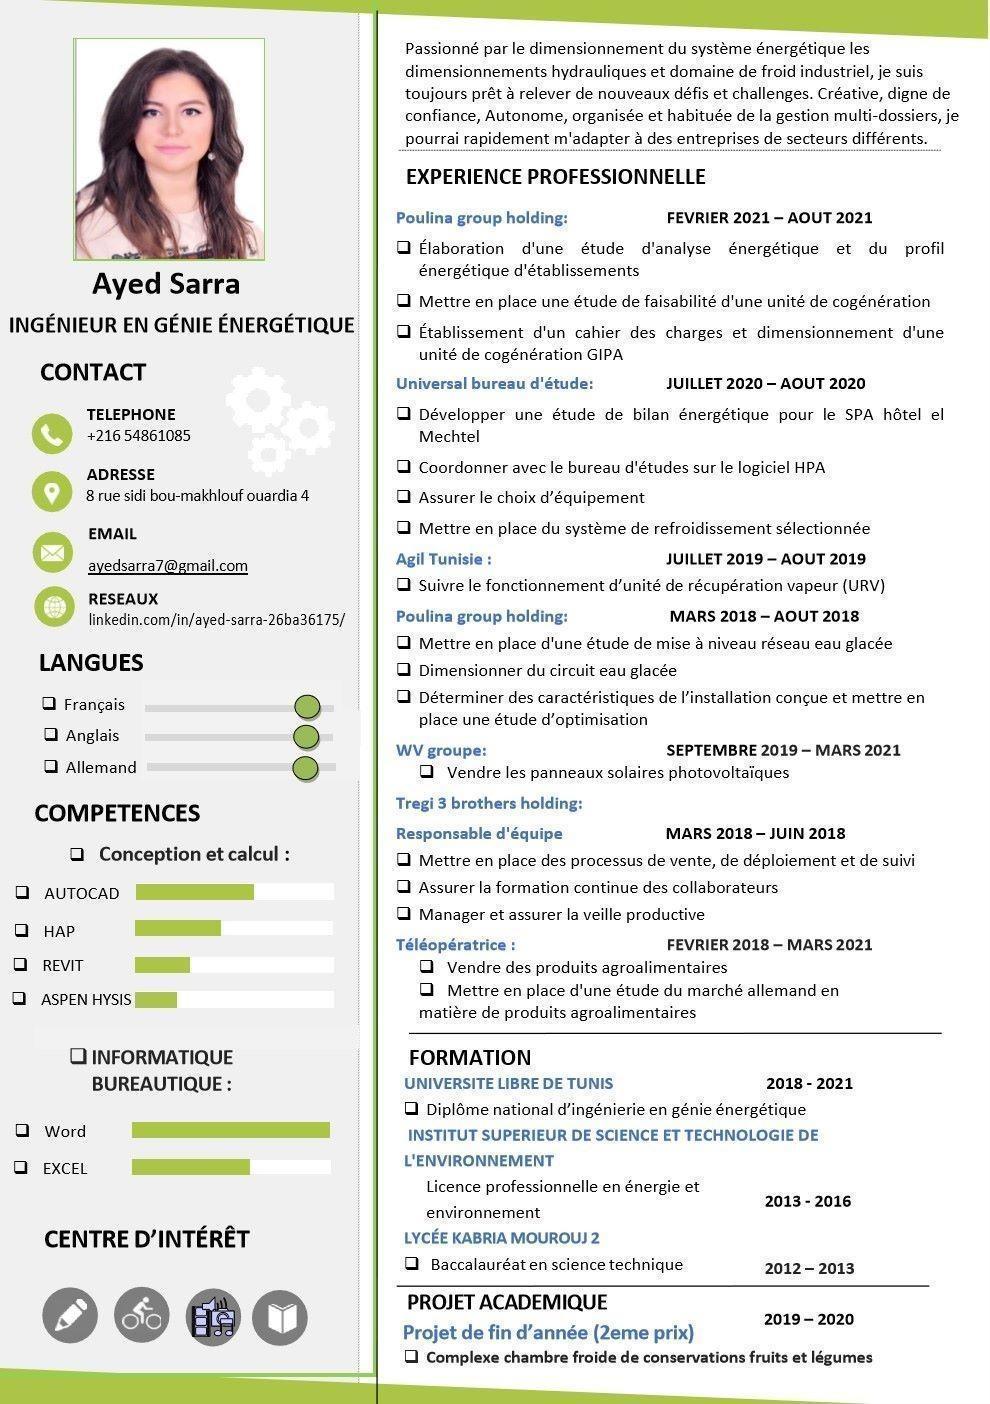 Ayed Sarra
INGÉNIEUR EN GÉNIE ÉNERGÉTIQUE
CONTACT
TELEPHONE
+216 54861085
ADRESSE
8 rue sidi bou-makhlouf ouardia 4
EMAIL
ayedsarra7@gmail.com
RESEAUX
linkedin.com/in/ayed-sarra-26ba36175/
LANGUES
Français
Anglais
Allemand
COMPETENCES
Conception et calcul :
AUTOCAD
HAP
REVIT
ASPEN HYSIS
INFORMATIQUE
BUREAUTIQUE :
Word
EXCEL
CENTRE D’INTÉRÊT
Passionné par le dimensionnement du système énergétique les
dimensionnements hydrauliques et domaine de froid industriel, je suis
toujours prêt à relever de nouveaux défis et challenges. Créative, digne de
confiance, Autonome, organisée et habituée de la gestion multi-dossiers, je
pourrai rapidement m'adapter à des entreprises de secteurs différents.
EXPERIENCE PROFESSIONNELLE
Poulina group holding: FEVRIER 2021 – AOUT 2021
Élaboration d'une étude d'analyse énergétique et du profil
énergétique d'établissements
Mettre en place une étude de faisabilité d'une unité de cogénération
Établissement d'un cahier des charges et dimensionnement d'une
unité de cogénération GIPA
Universal bureau d'étude: JUILLET 2020 – AOUT 2020
Développer une étude de bilan énergétique pour le SPA hôtel el
Mechtel
Coordonner avec le bureau d'études sur le logiciel HPA
Assurer le choix d’équipement
Mettre en place du système de refroidissement sélectionnée
Agil Tunisie : JUILLET 2019 – AOUT 2019
Suivre le fonctionnement d’unité de récupération vapeur (URV)
Poulina group holding: MARS 2018 – AOUT 2018
Mettre en place d'une étude de mise à niveau réseau eau glacée
Dimensionner du circuit eau glacée
Déterminer des caractéristiques de l’installation conçue et mettre en
place une étude d’optimisation
WV groupe: SEPTEMBRE 2019 – MARS 2021
Vendre les panneaux solaires photovoltaïques
Tregi 3 brothers holding:
Responsable d'équipe MARS 2018 – JUIN 2018
Mettre en place des processus de vente, de déploiement et de suivi
Assurer la formation continue des collaborateurs
Manager et assurer la veille productive
Téléopératrice : FEVRIER 2018 – MARS 2021
Vendre des produits agroalimentaires
Mettre en place d'une étude du marché allemand en
matière de produits agroalimentaires
FORMATION
UNIVERSITE LIBRE DE TUNIS 2018 - 2021
Diplôme national d’ingénierie en génie énergétique
INSTITUT SUPERIEUR DE SCIENCE ET TECHNOLOGIE DE
L'ENVIRONNEMENT
Licence professionnelle en énergie et
environnement 2013 - 2016
LYCÉE KABRIA MOUROUJ 2
Baccalauréat en science technique 2012 – 2013
PROJET ACADEMIQUE
2019 – 2020
Projet de fin d’année (2eme prix)
Complexe chambre froide de conservations fruits et légumes